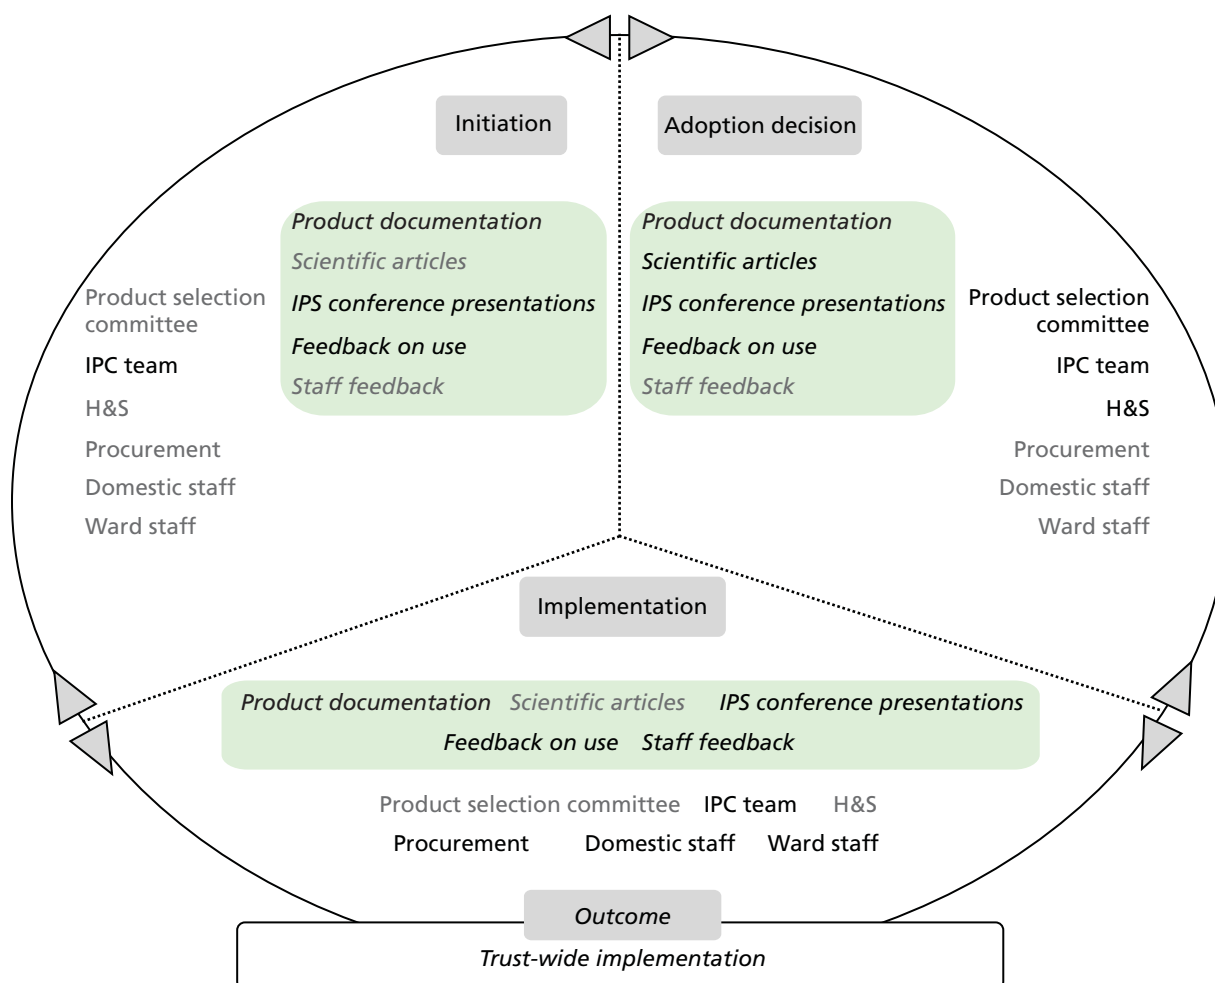 Initiation
Adoption decision
Product documentation
Scientific articles
IPS conference presentations
Feedback on use
Staff feedback
Product documentation
Scientific articles
IPS conference presentations
Feedback on use
Staff feedback
Product selection
committee
IPC team
H&S
Procurement
Domestic staff
Ward staff
Product selection
committee
IPC team
H&S
Procurement
Domestic staff
Ward staff
Implementation
Product documentation Scientific articles IPS conference presentations
Feedback on use Staff feedback
Product selection committee IPC team H&S
Procurement Domestic staff Ward staff
Outcome
Trust-wide implementation